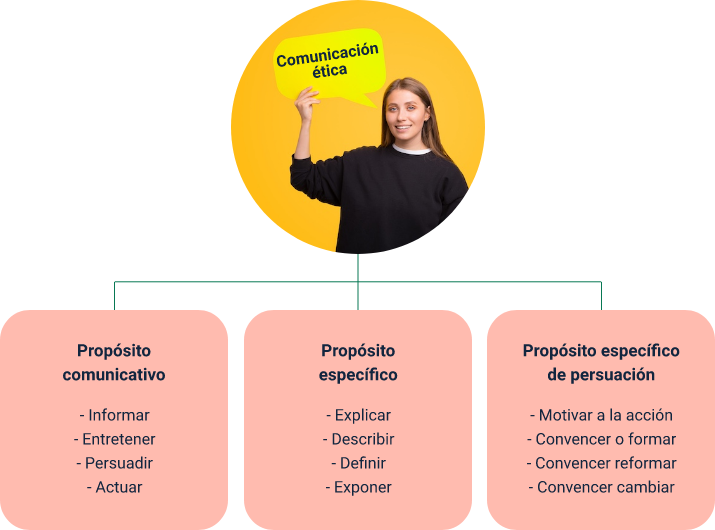 Comunicación
ética
Propósito
comunicativo
- Informar
- Entretener
- Persuadir
- Actuar
Propósito
específico
- Explicar
- Describir
- Definir
- Exponer
Propósito específico
de persuación
- Motivar a la acción
- Convencer o formar
- Convencer reformar
- Convencer cambiar